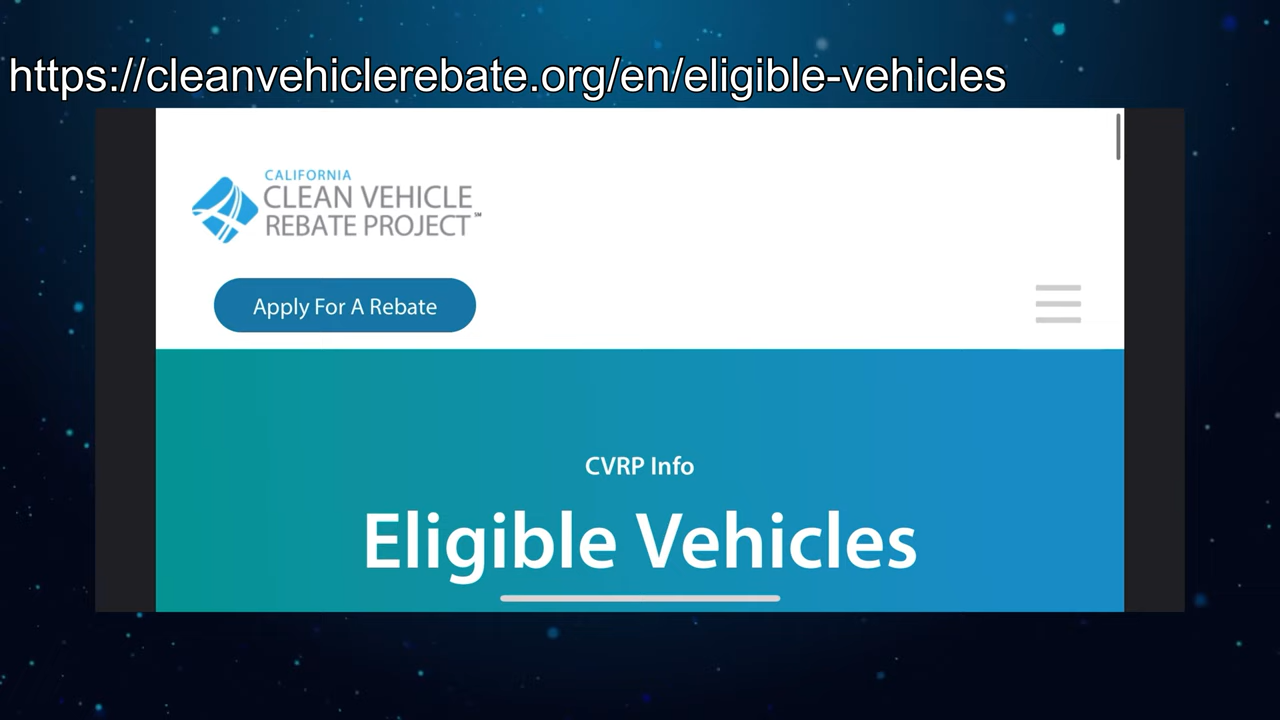 https://cleanvehiclerebate.org/en/eligible-vehicles
CALIFORNIA
CLEAN VEHICLE
REBATE PROJECT℠
Apply For A Rebate
CVRP Info
Eligible Vehicles